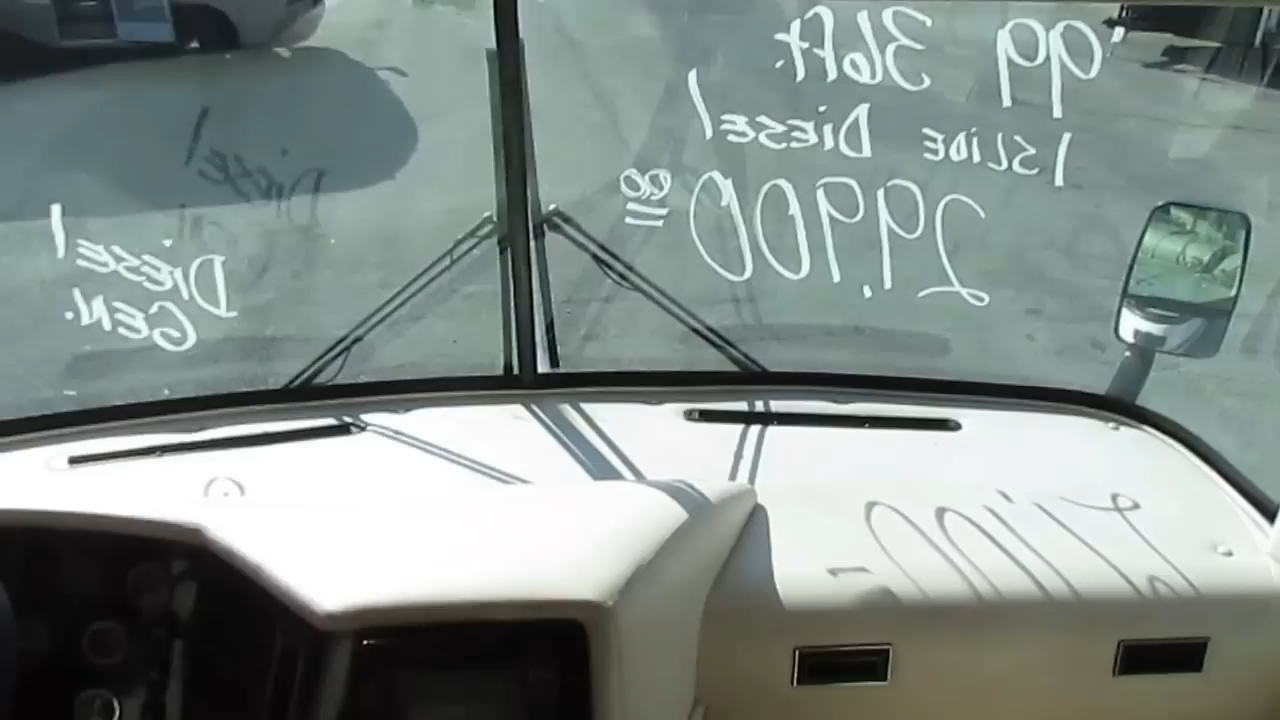 '99 36ft.
1 SLIDE DIESEl
29,900 00
DIESEl
GEN.